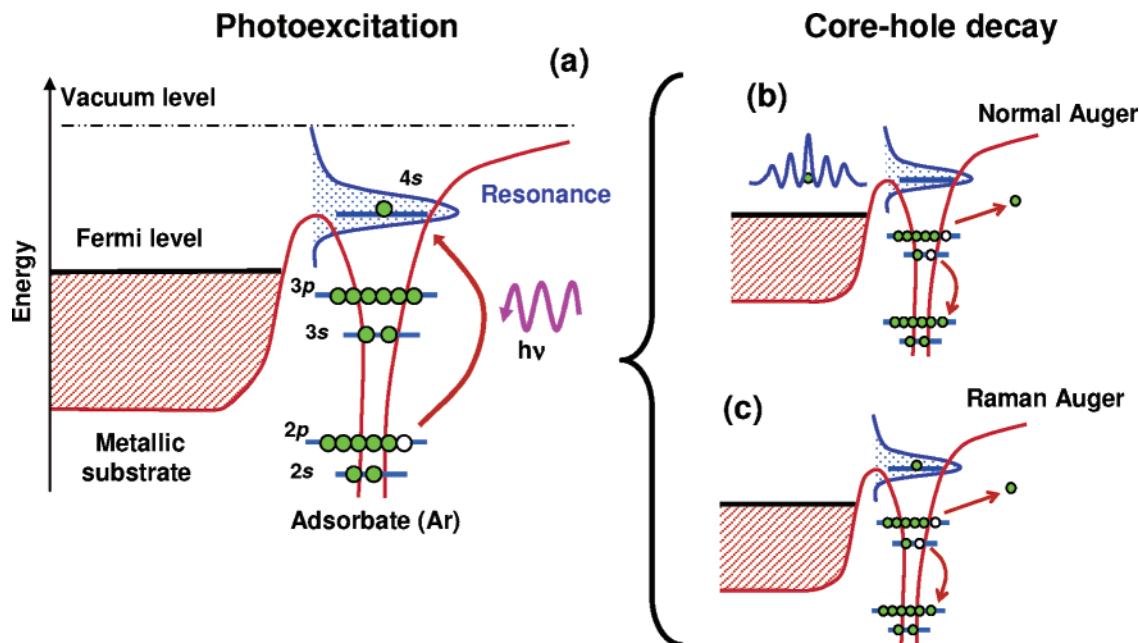 Photoexcitation
Core-hole decay
(a)
Vacuum level
4s
Resonance
Fermi level
Energy
3p
3s
hν
2p
2s
Metallic
substrate
Adsorbate (Ar)
(b)
Normal Auger
(c)
Raman Auger